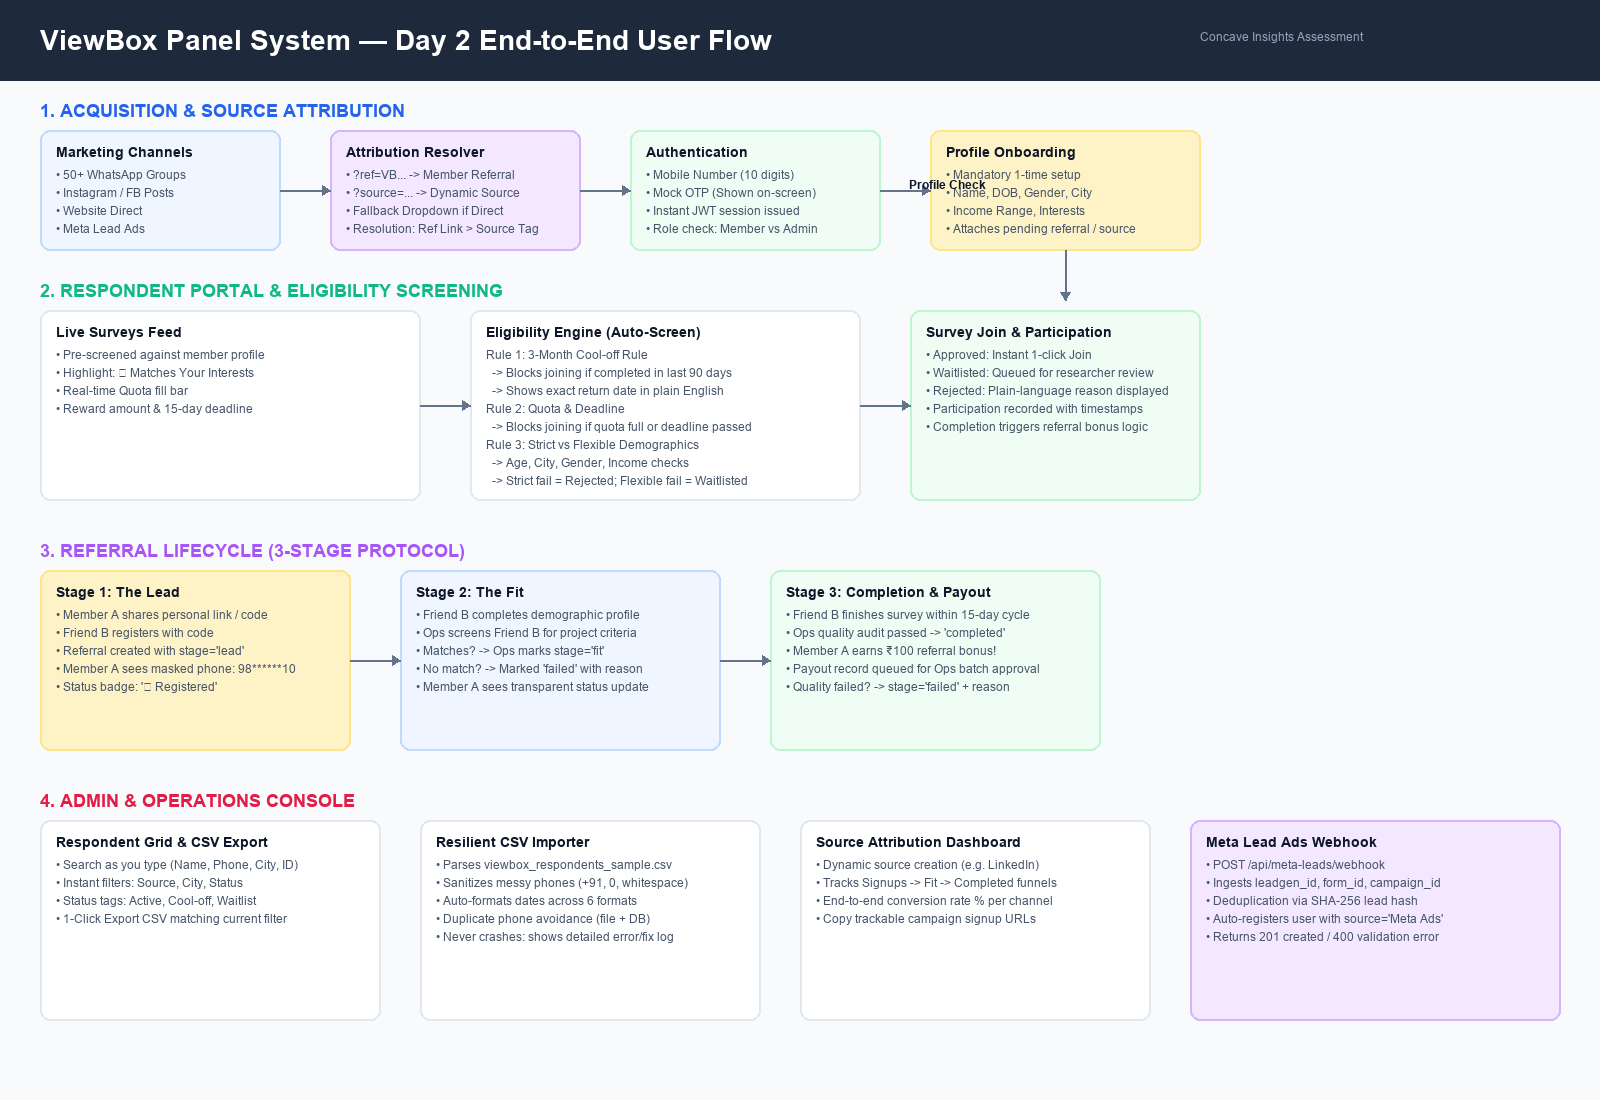 ViewBox Panel System — Day 2 End-to-End User Flow
Concave Insights Assessment
1. ACQUISITION & SOURCE ATTRIBUTION
Marketing Channels
• 50+ WhatsApp Groups
• Instagram / FB Posts
• Website Direct
• Meta Lead Ads
Attribution Resolver
• ?ref=VB... -> Member Referral
• ?source=... -> Dynamic Source
• Fallback Dropdown if Direct
• Resolution: Ref Link > Source Tag
Authentication
• Mobile Number (10 digits)
• Mock OTP (Shown on-screen)
• Instant JWT session issued
• Role check: Member vs Admin
Profile Check
Profile Onboarding
• Mandatory 1-time setup
• Name, DOB, Gender, City
• Income Range, Interests
• Attaches pending referral / source
2. RESPONDENT PORTAL & ELIGIBILITY SCREENING
Live Surveys Feed
• Pre-screened against member profile
• Highlight: ▯ Matches Your Interests
• Real-time Quota fill bar
• Reward amount & 15-day deadline
Eligibility Engine (Auto-Screen)
Rule 1: 3-Month Cool-off Rule
-> Blocks joining if completed in last 90 days
-> Shows exact return date in plain English
Rule 2: Quota & Deadline
-> Blocks joining if quota full or deadline passed
Rule 3: Strict vs Flexible Demographics
-> Age, City, Gender, Income checks
-> Strict fail = Rejected; Flexible fail = Waitlisted
Survey Join & Participation
• Approved: Instant 1-click Join
• Waitlisted: Queued for researcher review
• Rejected: Plain-language reason displayed
• Participation recorded with timestamps
• Completion triggers referral bonus logic
3. REFERRAL LIFECYCLE (3-STAGE PROTOCOL)
Stage 1: The Lead
• Member A shares personal link / code
• Friend B registers with code
• Referral created with stage='lead'
• Member A sees masked phone: 98******10
• Status badge: '▯ Registered'
Stage 2: The Fit
• Friend B completes demographic profile
• Ops screens Friend B for project criteria
• Matches? -> Ops marks stage='fit'
• No match? -> Marked 'failed' with reason
• Member A sees transparent status update
Stage 3: Completion & Payout
• Friend B finishes survey within 15-day cycle
• Ops quality audit passed -> 'completed'
• Member A earns ₹100 referral bonus!
• Payout record queued for Ops batch approval
• Quality failed? -> stage='failed' + reason
4. ADMIN & OPERATIONS CONSOLE
Respondent Grid & CSV Export
• Search as you type (Name, Phone, City, ID)
• Instant filters: Source, City, Status
• Status tags: Active, Cool-off, Waitlist
• 1-Click Export CSV matching current filter
Resilient CSV Importer
• Parses viewbox_respondents_sample.csv
• Sanitizes messy phones (+91, 0, whitespace)
• Auto-formats dates across 6 formats
• Duplicate phone avoidance (file + DB)
• Never crashes: shows detailed error/fix log
Source Attribution Dashboard
• Dynamic source creation (e.g. LinkedIn)
• Tracks Signups -> Fit -> Completed funnels
• End-to-end conversion rate % per channel
• Copy trackable campaign signup URLs
Meta Lead Ads Webhook
• POST /api/meta-leads/webhook
• Ingests leadgen_id, form_id, campaign_id
• Deduplication via SHA-256 lead hash
• Auto-registers user with source='Meta Ads'
• Returns 201 created / 400 validation error